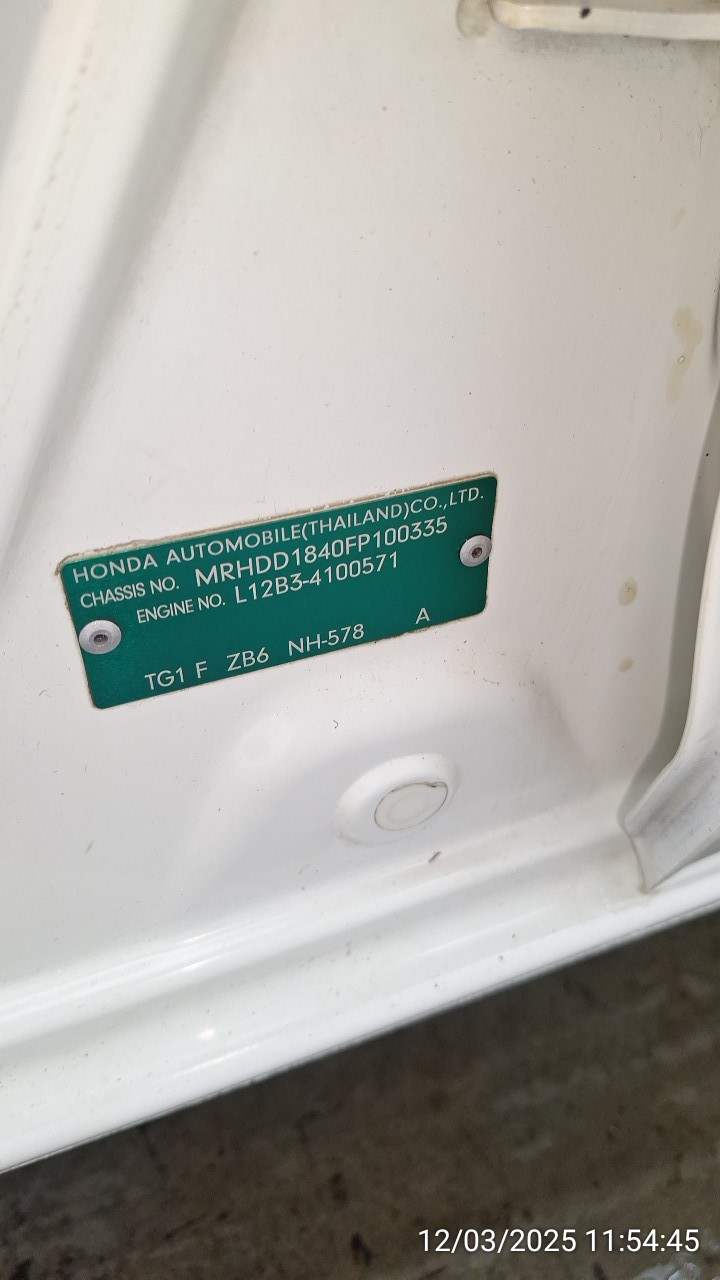 HONDA AUTOMOBILE(THAILAND)CO.,LTD.
CHASSIS NO. MRHDD1840FP100335
ENGINE NO. L12B3-4100571
TG1 F ZB6 NH-578 A
12/03/2025 11:54:45